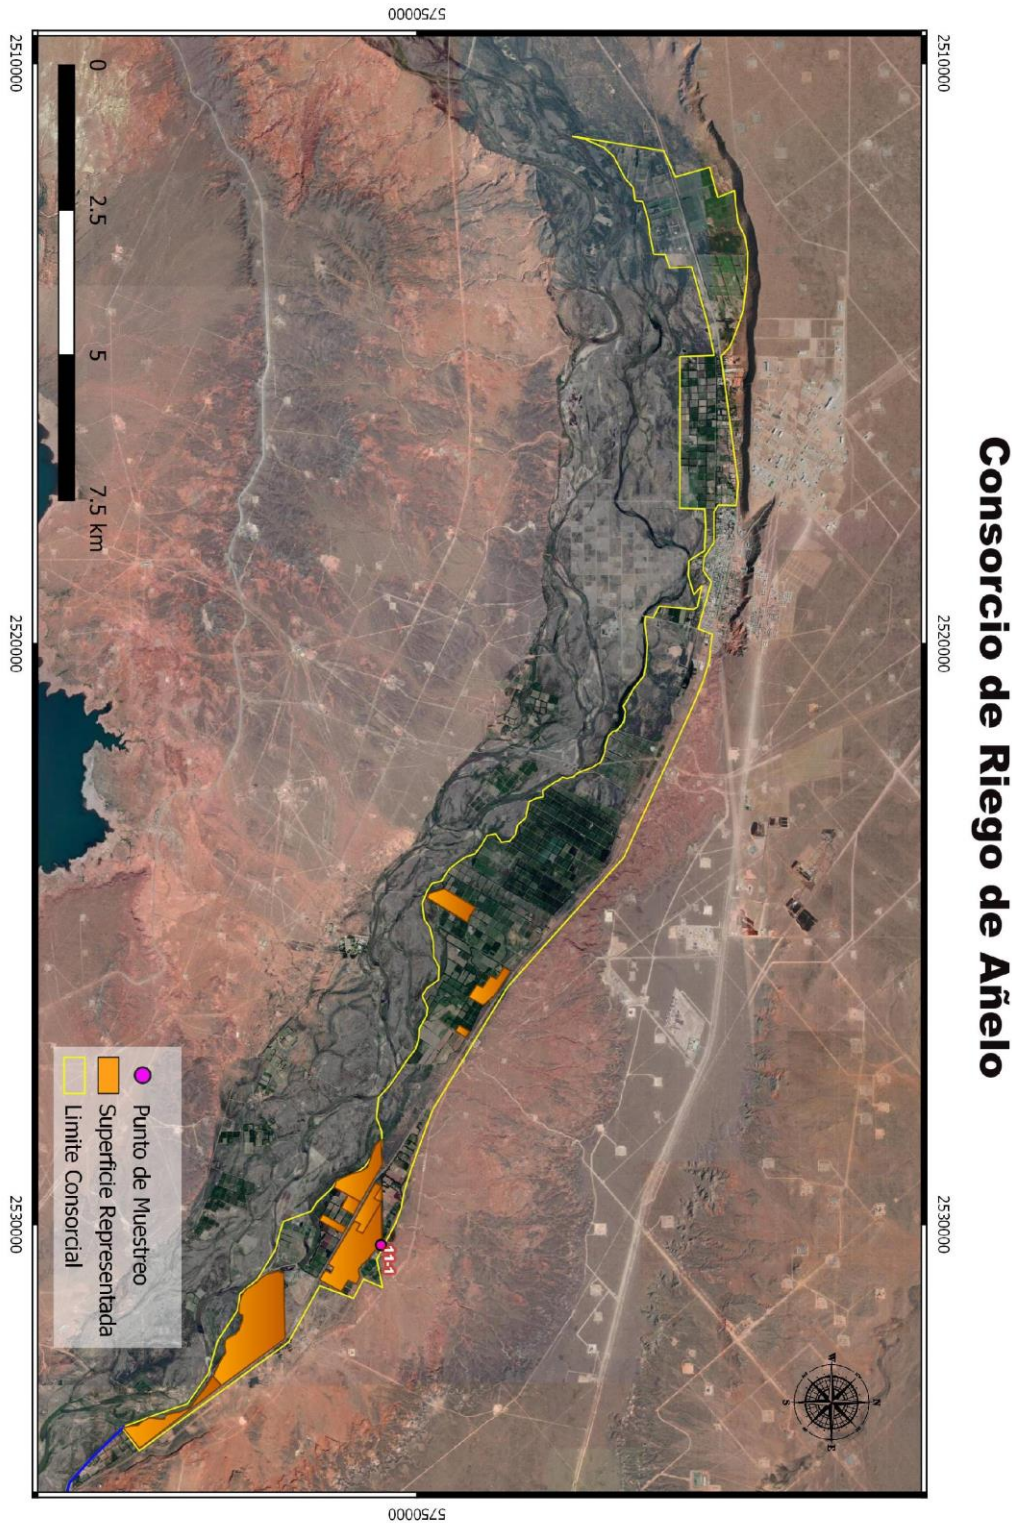 Consorcio de Riego de Añelo
2510000
2520000
2530000
5750000
5750000
11-1
N
W
E
S
0
2.5
5
7.5 km
Punto de Muestreo
Superficie Representada
Limite Consorcial
2510000
2520000
2530000